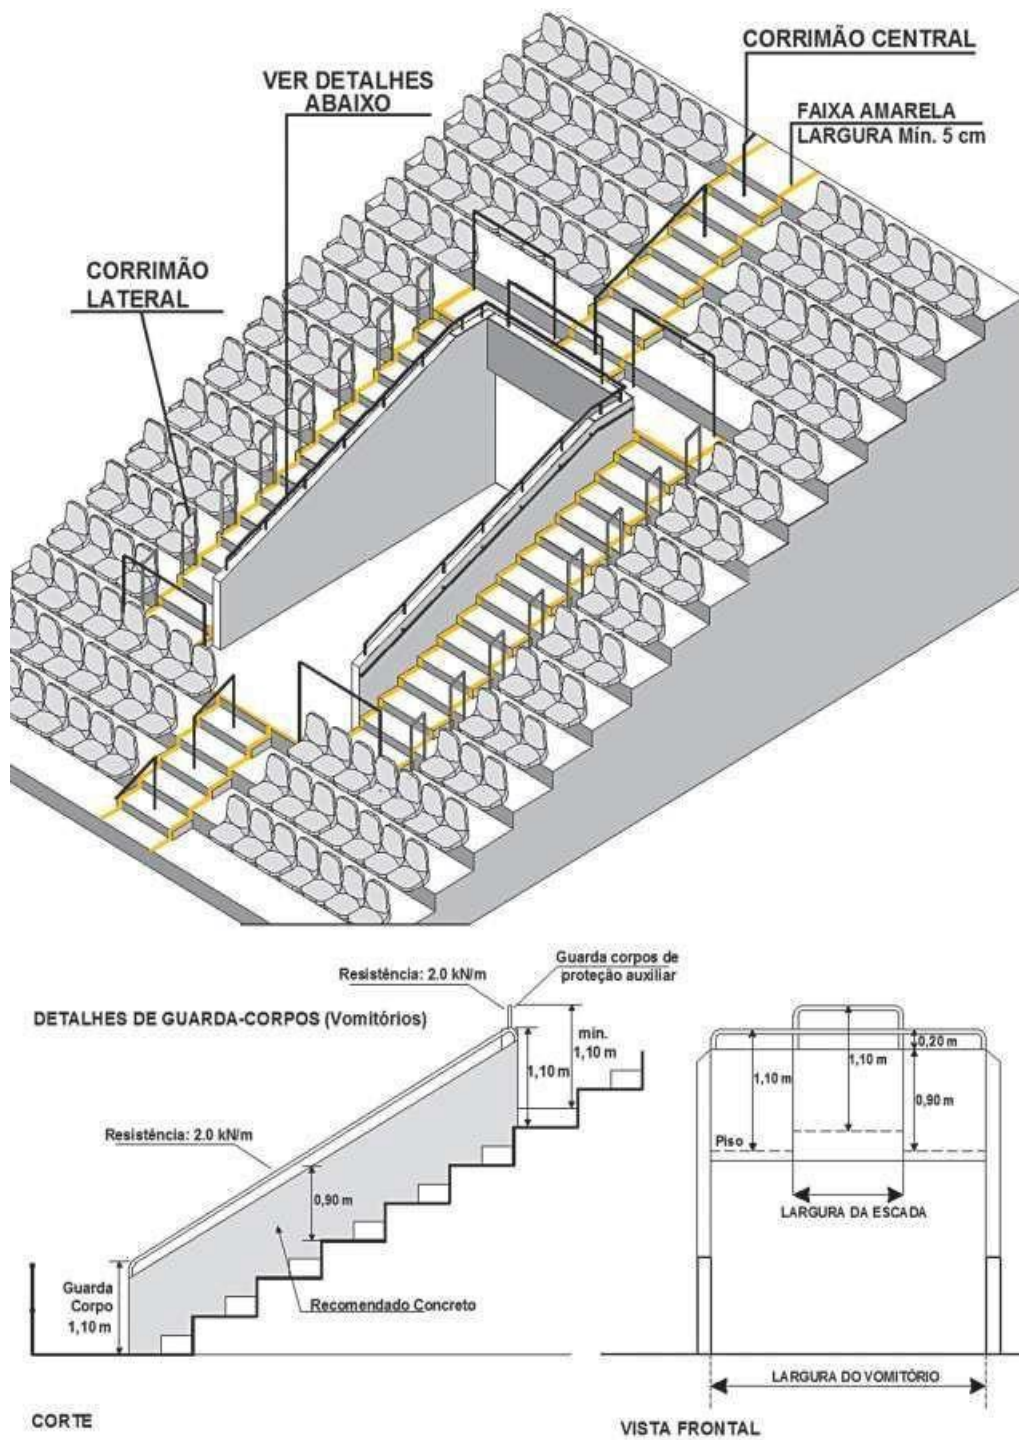 CORRIMÃO CENTRAL
VER DETALHES
ABAIXO
FAIXA AMARELA
LARGURA Mín. 5 cm
CORRIMÃO
LATERAL
Guarda corpos de
proteção auxiliar
Resistência: 2.0 kN/m
DETALHES DE GUARDA-CORPOS (Vomitórios)
mín.
1,10 m
1,10 m
Resistência: 2.0 kN/m
0,90 m
Guarda
Corpo
1,10 m
Recomendado Concreto
CORTE
0,20 m
1,10 m
1,10 m
0,90 m
Piso
LARGURA DA ESCADA
LARGURA DO VOMITÓRIO
VISTA FRONTAL